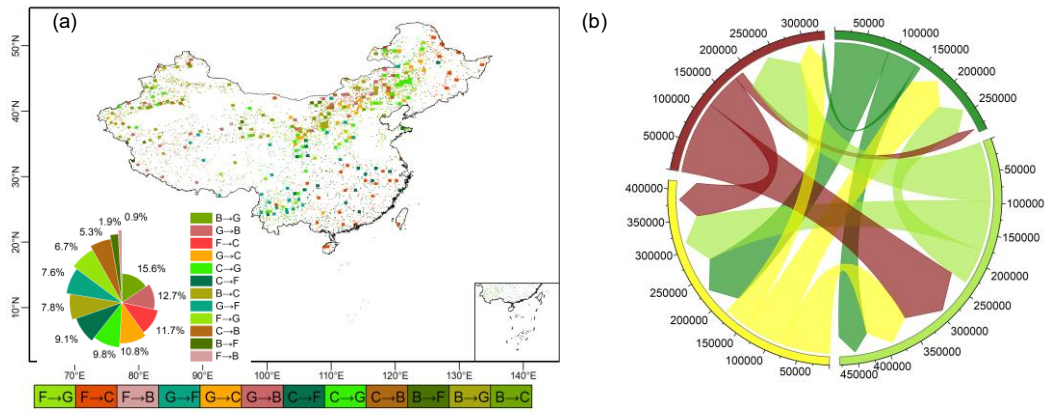 (a)
50°N
40°N
30°N
20°N
10°N
70°E 80°E 90°E 100°E 110°E 120°E 130°E 140°E
0.9%
1.9%
5.3%
6.7%
7.6%
7.8%
9.1%
9.8%
10.8%
11.7%
12.7%
15.6%
B→G
G→B
F→C
G→C
C→G
C→F
B→C
G→F
F→G
C→B
B→F
F→B
F→G F→C F→B G→F G→C G→B C→F C→G C→B B→F B→G B→C
(b)
50000
100000
150000
200000
250000
50000
100000
150000
200000
250000
300000
350000
400000
450000
50000
100000
150000
200000
250000
300000
350000
400000
50000
100000
150000
200000
250000
300000